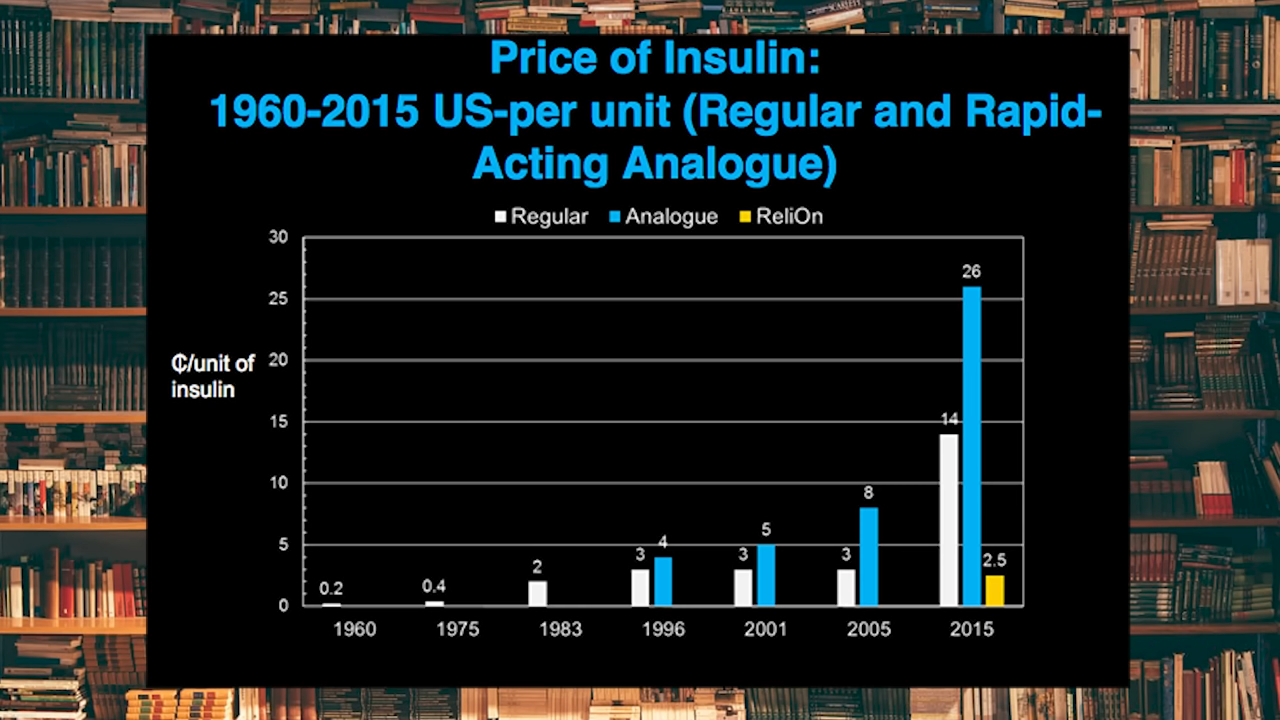 Price of Insulin:
1960-2015 US-per unit (Regular and Rapid-
Acting Analogue)
Regular Analogue ReliOn
30
25
20
15
10
5
0
₵/unit of
insulin
0.2
0.4
2
3
4
3
5
3
8
14
26
2.5
1960 1975 1983 1996 2001 2005 2015